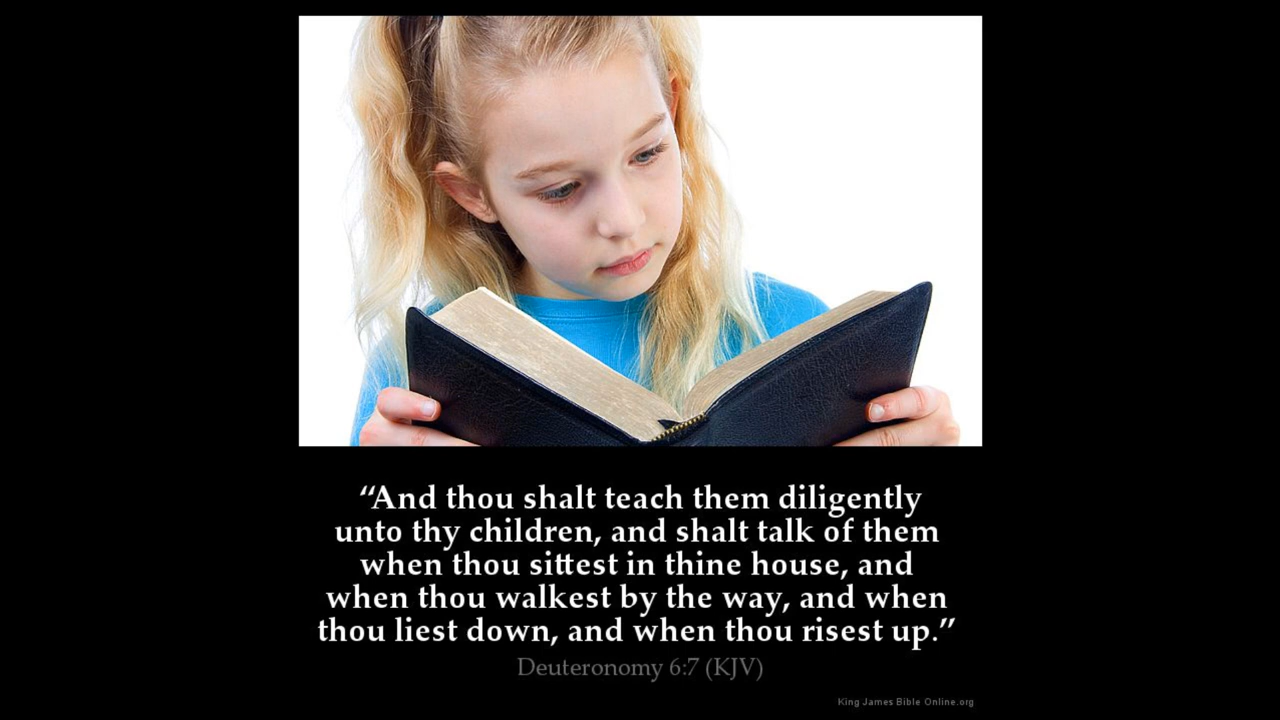 “And thou shalt teach them diligently
unto thy children, and shalt talk of them
when thou sittest in thine house, and
when thou walkest by the way, and when
thou liest down, and when thou risest up.”
Deuteronomy 6:7 (KJV)
King James Bible Online.org